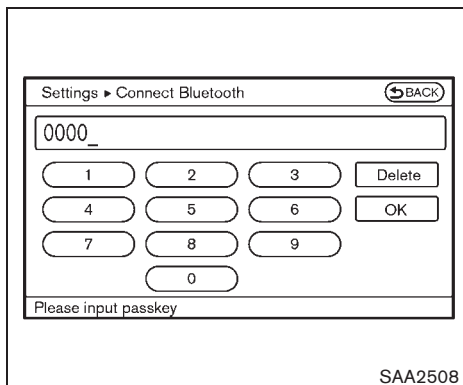 Settings ▸ Connect Bluetooth BACK
0000_
1 2 3 Delete
4 5 6 OK
7 8 9
0
Please input passkey
SAA2508